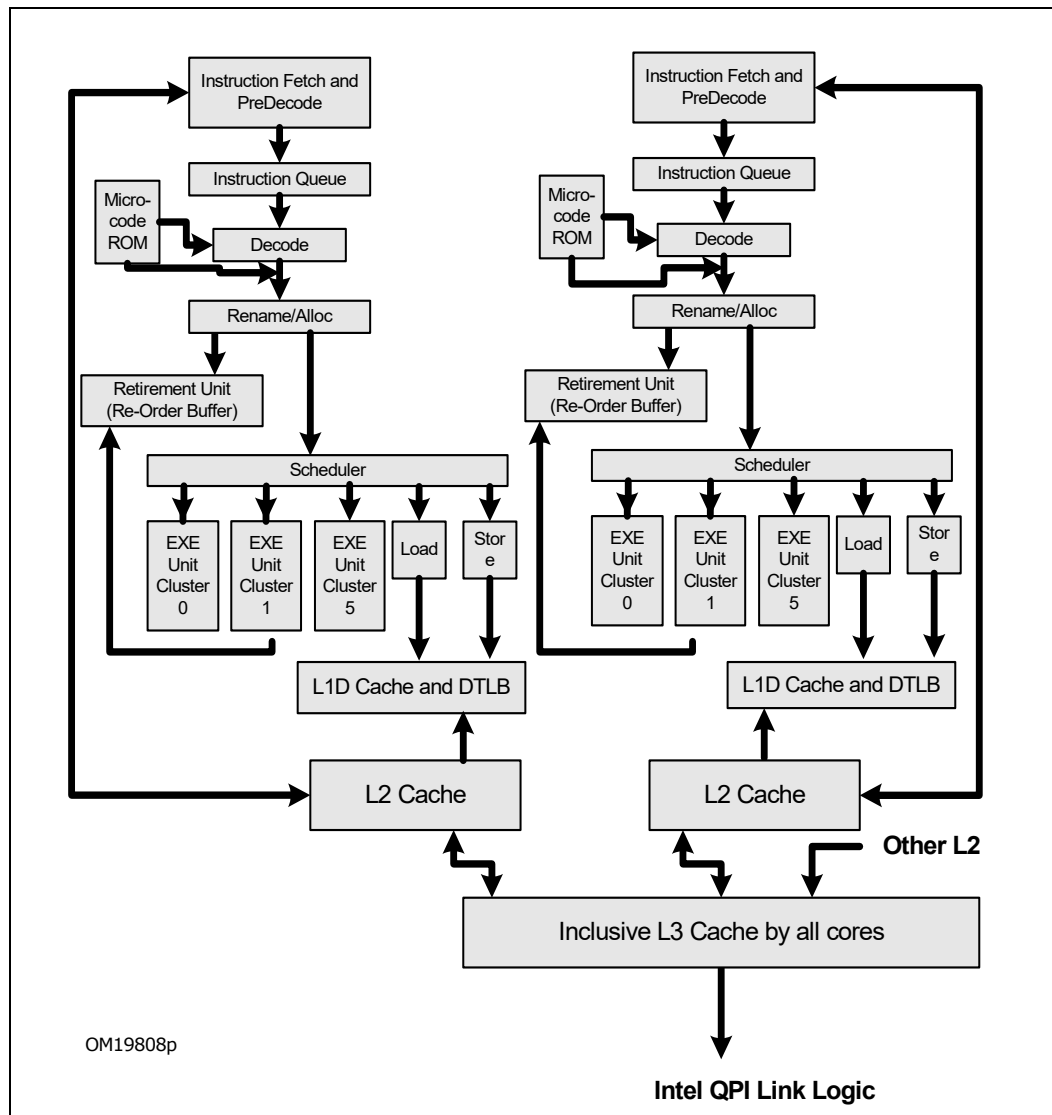 Instruction Fetch and
PreDecode
Instruction Queue
Micro-
code
ROM
Decode
Rename/Alloc
Retirement Unit
(Re-Order Buffer)
Scheduler
EXE
Unit
Cluster
0
EXE
Unit
Cluster
1
EXE
Unit
Cluster
5
Load
Stor
e
L1D Cache and DTLB
L2 Cache
Instruction Fetch and
PreDecode
Instruction Queue
Micro-
code
ROM
Decode
Rename/Alloc
Retirement Unit
(Re-Order Buffer)
Scheduler
EXE
Unit
Cluster
0
EXE
Unit
Cluster
1
EXE
Unit
Cluster
5
Load
Stor
e
L1D Cache and DTLB
L2 Cache
Other L2
Inclusive L3 Cache by all cores
OM19808p
Intel QPI Link Logic